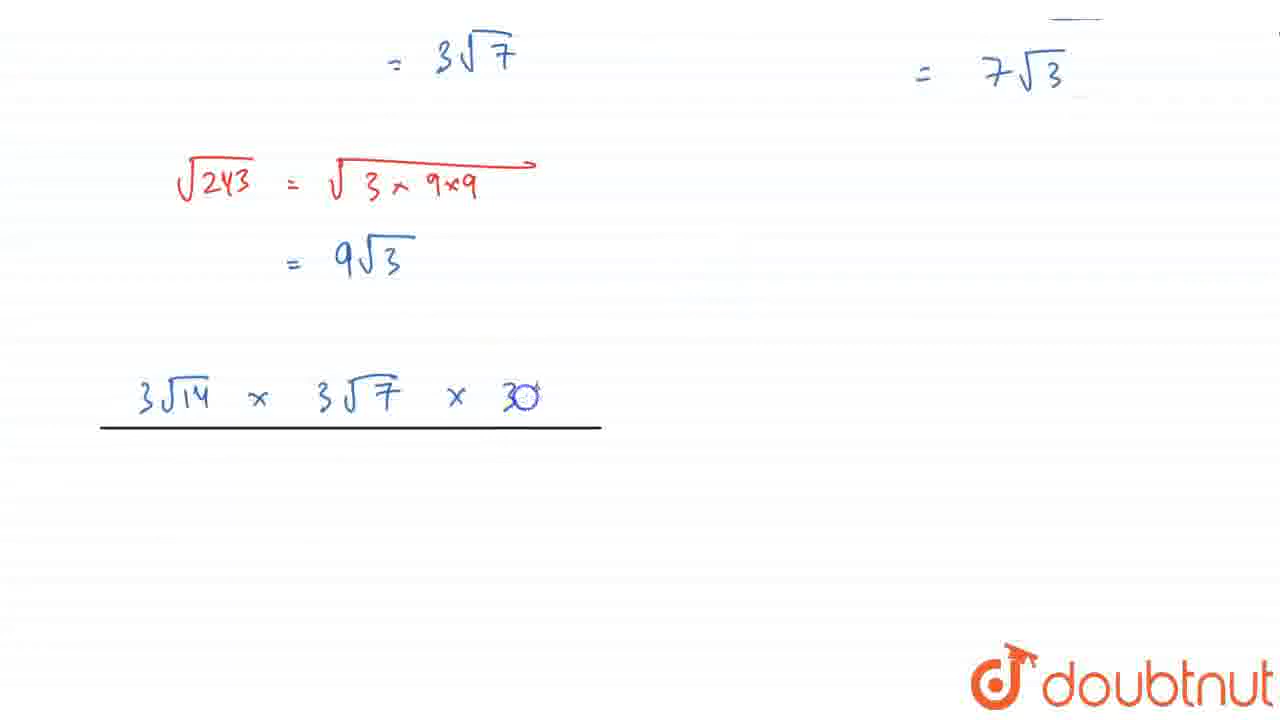 = 3√7
= 7√3
√243 = √3 × 9×9
= 9√3
3√14 × 3√7 × 3
doubtnut